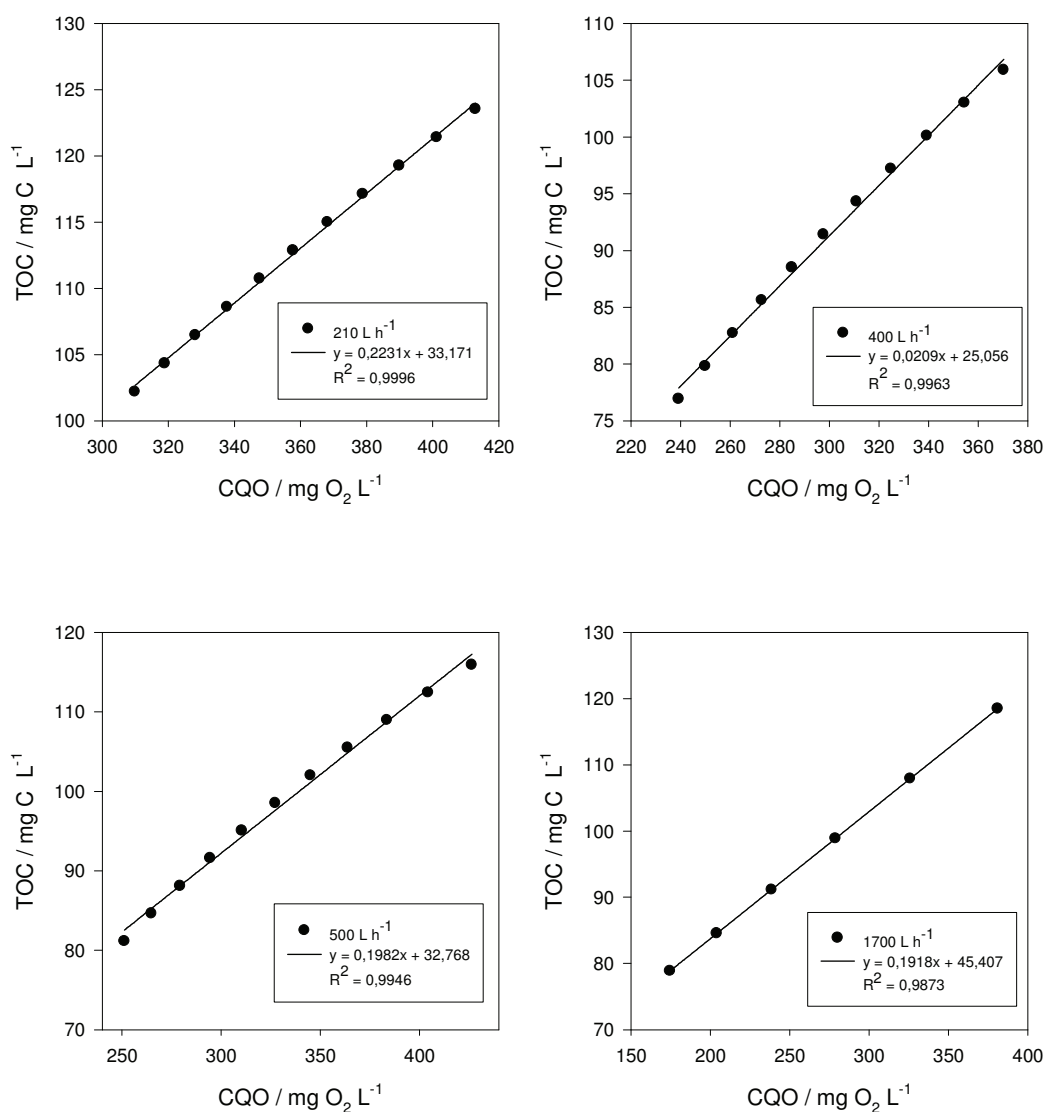 130
125
120
115
110
105
100
TOC / mg C L⁻¹
210 L h⁻¹
y = 0,2231x + 33,171
R² = 0,9996
300 320 340 360 380 400 420
CQO / mg O₂ L⁻¹
110
105
100
95
90
85
80
75
TOC / mg C L⁻¹
400 L h⁻¹
y = 0,0209x + 25,056
R² = 0,9963
220 240 260 280 300 320 340 360 380
CQO / mg O₂ L⁻¹
120
110
100
90
80
70
TOC / mg C L⁻¹
500 L h⁻¹
y = 0,1982x + 32,768
R² = 0,9946
250 300 350 400
CQO / mg O₂ L⁻¹
130
120
110
100
90
80
70
TOC / mg C L⁻¹
1700 L h⁻¹
y = 0,1918x + 45,407
R² = 0,9873
150 200 250 300 350 400
CQO / mg O₂ L⁻¹